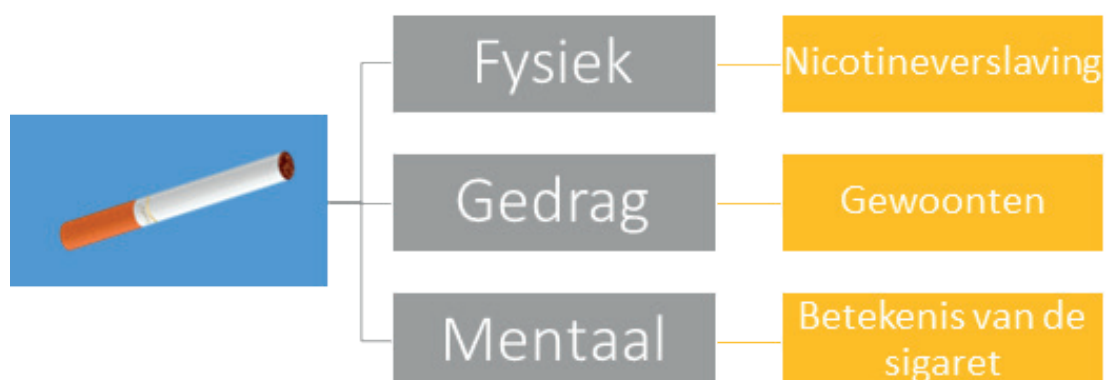 Fysiek
Nicotineverslaving
Gedrag
Gewoonten
Mentaal
Betekenis van de
sigaret